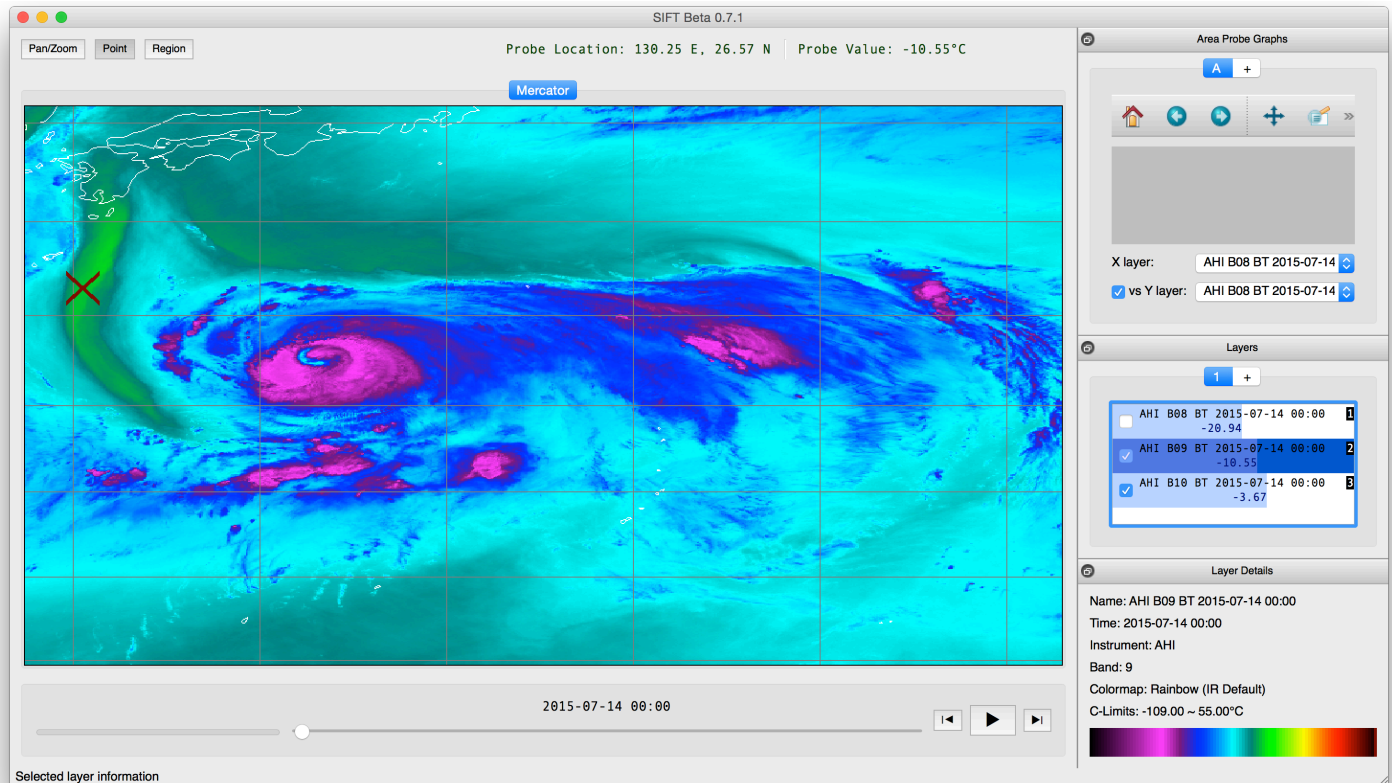 SIFT Beta 0.7.1
Pan/Zoom Point Region Probe Location: 130.25 E, 26.57 N Probe Value: -10.55°C
Mercator
2015-07-14 00:00
Selected layer information
Area Probe Graphs
A +
»
X layer: AHI B08 BT 2015-07-14
vs Y layer: AHI B08 BT 2015-07-14
Layers
1 +
AHI B08 BT 2015-07-14 00:00 1
-20.94
AHI B09 BT 2015-07-14 00:00 2
-10.55
AHI B10 BT 2015-07-14 00:00 3
-3.67
Layer Details
Name: AHI B09 BT 2015-07-14 00:00
Time: 2015-07-14 00:00
Instrument: AHI
Band: 9
Colormap: Rainbow (IR Default)
C-Limits: -109.00 ~ 55.00°C